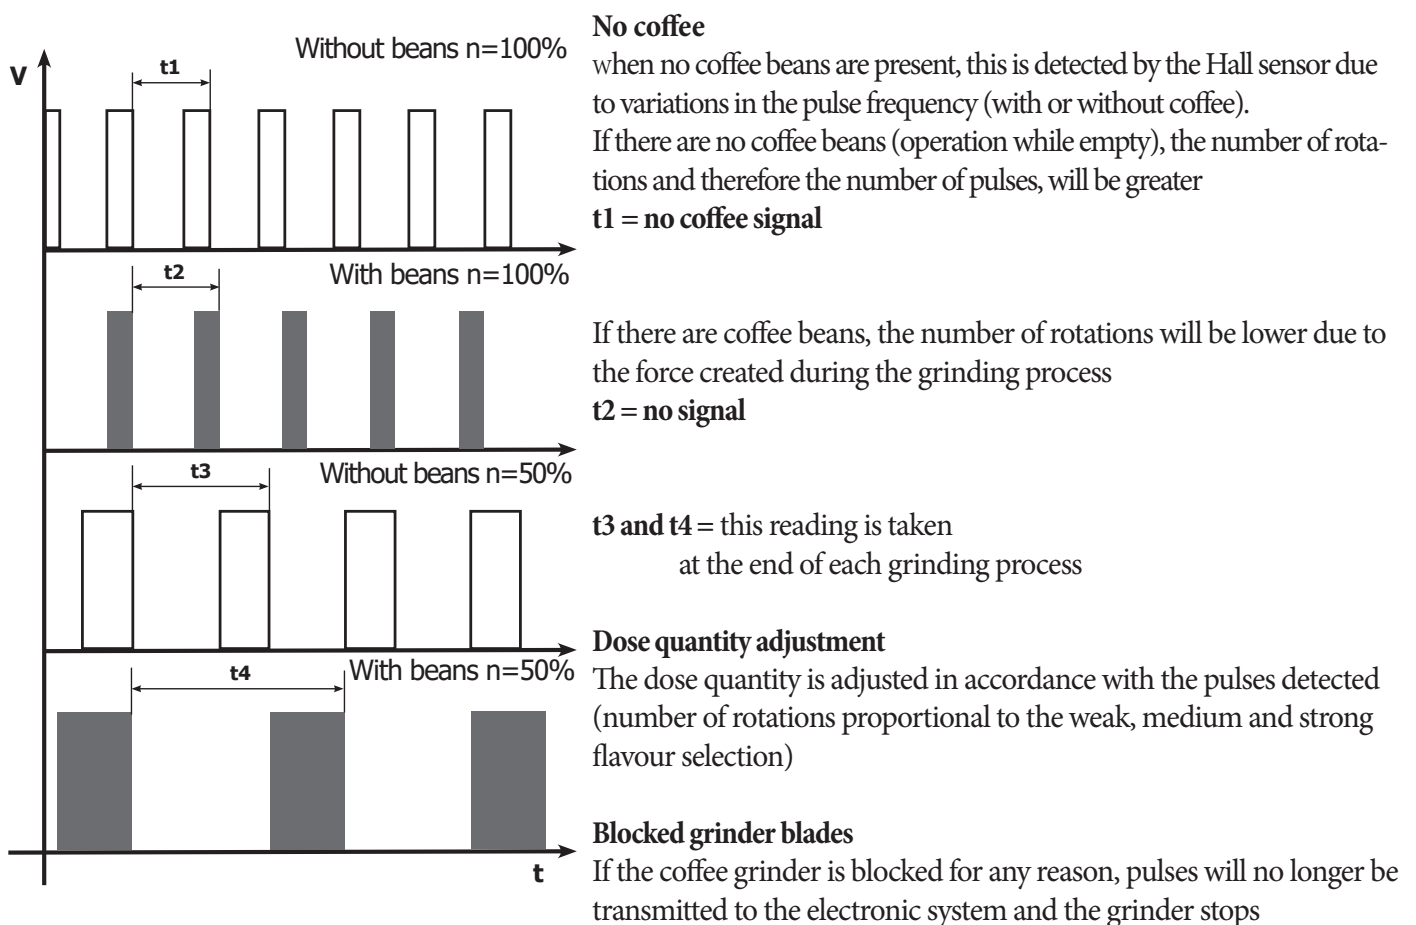 Without beans n=100%
V
t1
With beans n=100%
t2
Without beans n=50%
t3
With beans n=50%
t4
t
No coffee
when no coffee beans are present, this is detected by the Hall sensor due
to variations in the pulse frequency (with or without coffee).
If there are no coffee beans (operation while empty), the number of rota-
tions and therefore the number of pulses, will be greater
t1 = no coffee signal
If there are coffee beans, the number of rotations will be lower due to
the force created during the grinding process
t2 = no signal
t3 and t4 = this reading is taken
at the end of each grinding process
Dose quantity adjustment
The dose quantity is adjusted in accordance with the pulses detected
(number of rotations proportional to the weak, medium and strong
flavour selection)
Blocked grinder blades
If the coffee grinder is blocked for any reason, pulses will no longer be
transmitted to the electronic system and the grinder stops